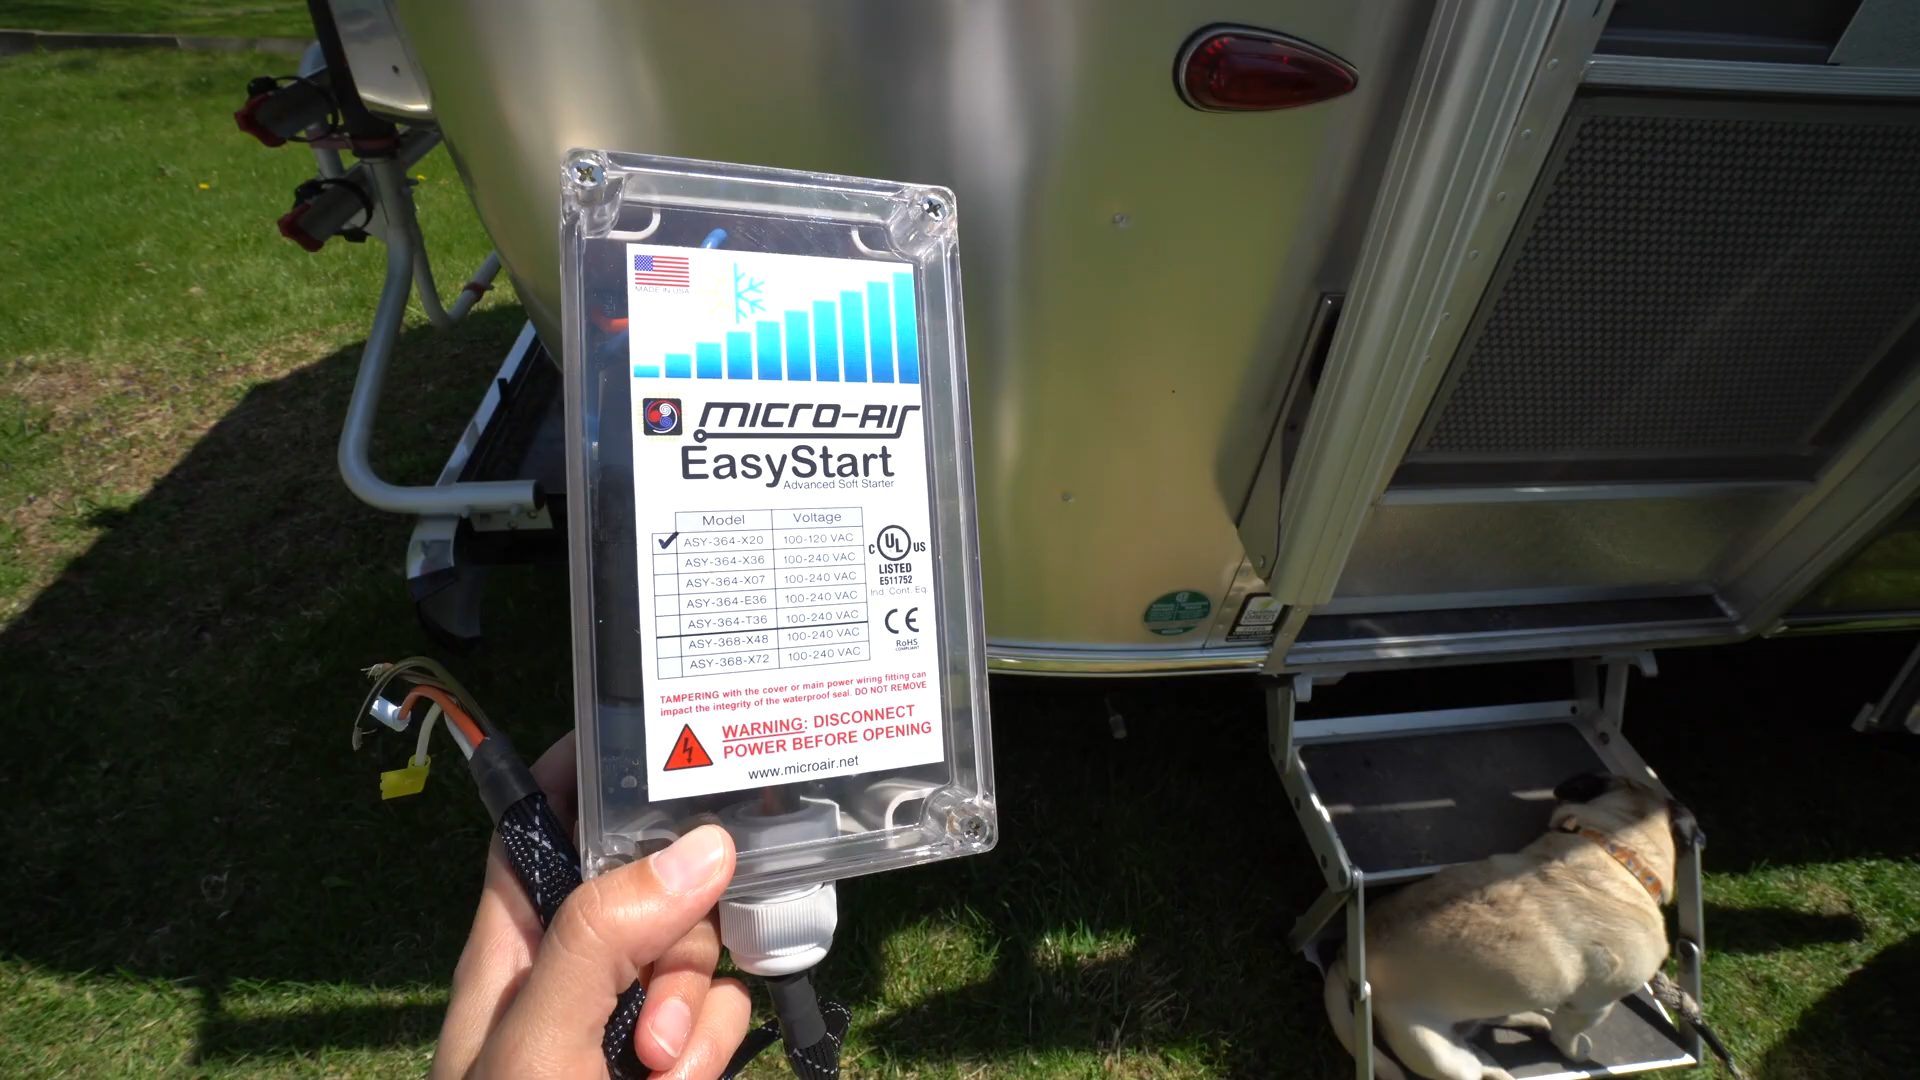 MADE IN USA
MICRO-AIR
EasyStart
Advanced Soft Starter
Model Voltage
✓ ASY-364-X20 100-120 VAC
ASY-364-X36 100-240 VAC
ASY-364-X07 100-240 VAC
ASY-364-E36 100-240 VAC
ASY-364-T36 100-240 VAC
ASY-368-X48 100-240 VAC
ASY-368-X72 100-240 VAC
C UL US
LISTED
E511752
Ind. Cont. Eq.
CE
RoHS
COMPLIANT
TAMPERING with the cover or main power wiring fitting can
impact the integrity of the waterproof seal. DO NOT REMOVE
WARNING: DISCONNECT
POWER BEFORE OPENING
www.microair.net